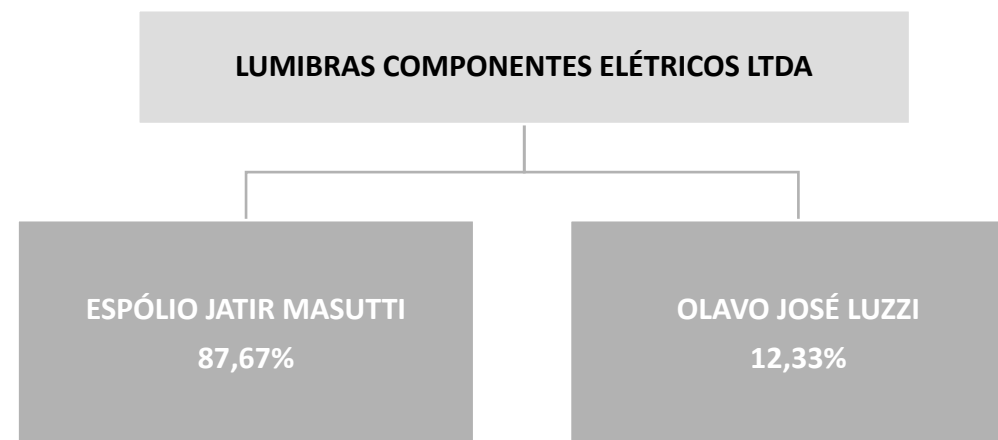 LUMIBRAS COMPONENTES ELÉTRICOS LTDA
ESPÓLIO JATIR MASUTTI
87,67%
OLAVO JOSÉ LUZZI
12,33%